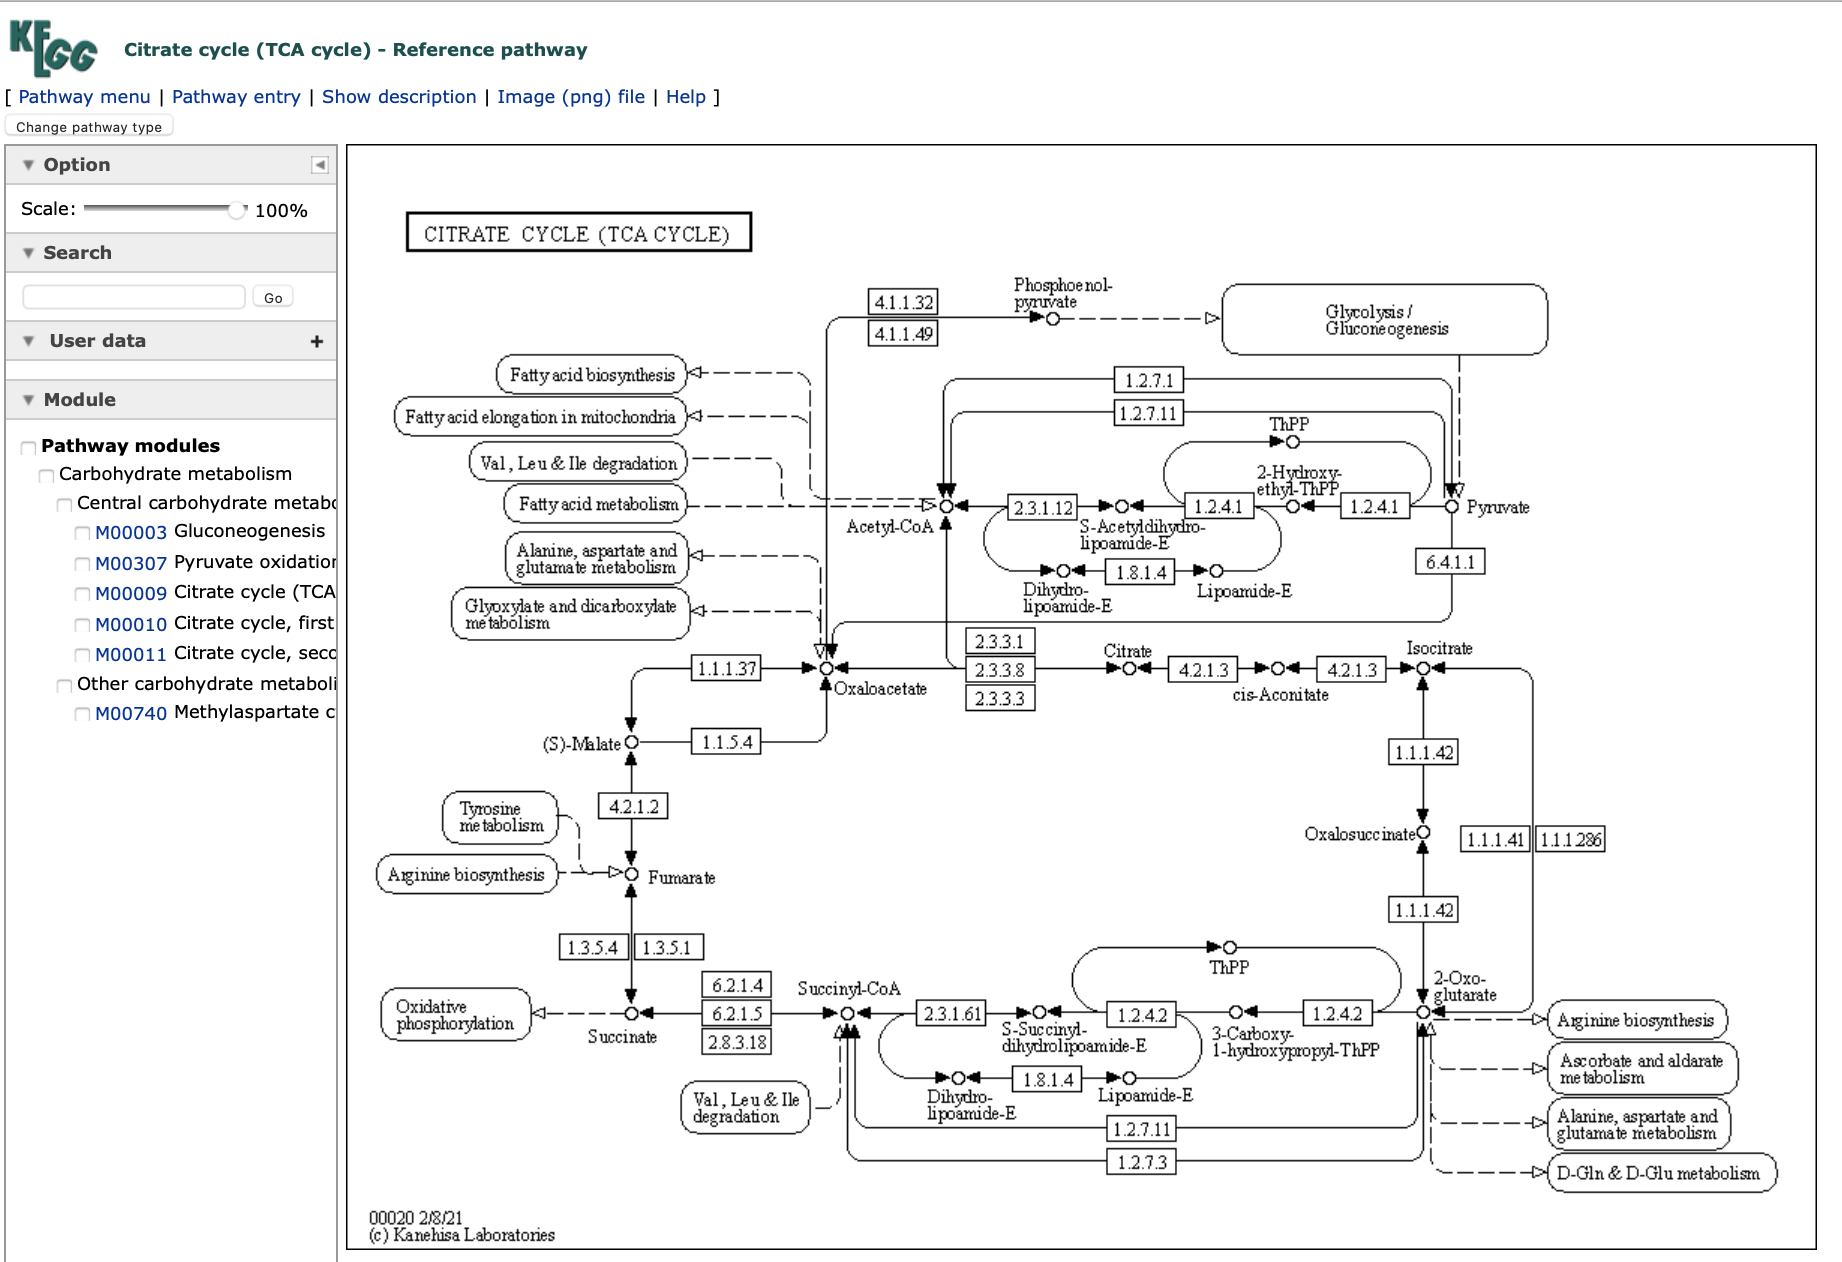 KEGG
Citrate cycle (TCA cycle) - Reference pathway
[ Pathway menu | Pathway entry | Show description | Image (png) file | Help ]
Change pathway type
Option
Scale: 100%
Search
Go
User data +
Module
Pathway modules
Carbohydrate metabolism
Central carbohydrate metabo
M00003 Gluconeogenesis
M00307 Pyruvate oxidation
M00009 Citrate cycle (TCA
M00010 Citrate cycle, first
M00011 Citrate cycle, seco
Other carbohydrate metaboli
M00740 Methylaspartate c
CITRATE CYCLE (TCA CYCLE)
Phosphoenol-
pyruvate
4.1.1.32
4.1.1.49
Glycolysis /
Gluconeogenesis
Fatty acid biosynthesis
Fatty acid elongation in mitochondria
Val, Leu & Ile degradation
Fatty acid metabolism
Alanine, aspartate and
glutamate metabolism
Glyoxylate and dicarboxylate
metabolism
1.2.7.1
1.2.7.11
ThPP
2-Hydroxy-
ethyl-ThPP
Acetyl-CoA
2.3.1.12
1.2.4.1
1.2.4.1
Pyruvate
S-Acetyldihydro-
lipoamide-E
6.4.1.1
1.8.1.4
Dihydro-
lipoamide-E
Lipoamide-E
2.3.3.1
2.3.3.8
2.3.3.3
1.1.1.37
Oxaloacetate
Citrate
4.2.1.3
cis-Aconitate
4.2.1.3
Isocitrate
(S)-Malate
1.1.5.4
1.1.1.42
4.2.1.2
Tyrosine
metabolism
Oxalosuccinate
1.1.1.41
1.1.1.286
Arginine biosynthesis
Fumarate
1.1.1.42
1.3.5.4
1.3.5.1
ThPP
6.2.1.4
6.2.1.5
2.8.3.18
Succinyl-CoA
2-Oxo-
glutarate
Oxidative
phosphorylation
Succinate
2.3.1.61
1.2.4.2
1.2.4.2
S-Succinyl-
dihydrolipoamide-E
3-Carboxy-
1-hydroxypropyl-ThPP
Arginine biosynthesis
Ascorbate and aldarate
metabolism
1.8.1.4
Dihydro-
lipoamide-E
Lipoamide-E
Val, Leu & Ile
degradation
Alanine, aspartate and
glutamate metabolism
1.2.7.11
1.2.7.3
D-Gln & D-Glu metabolism
00020 2/8/21
(c) Kanehisa Laboratories